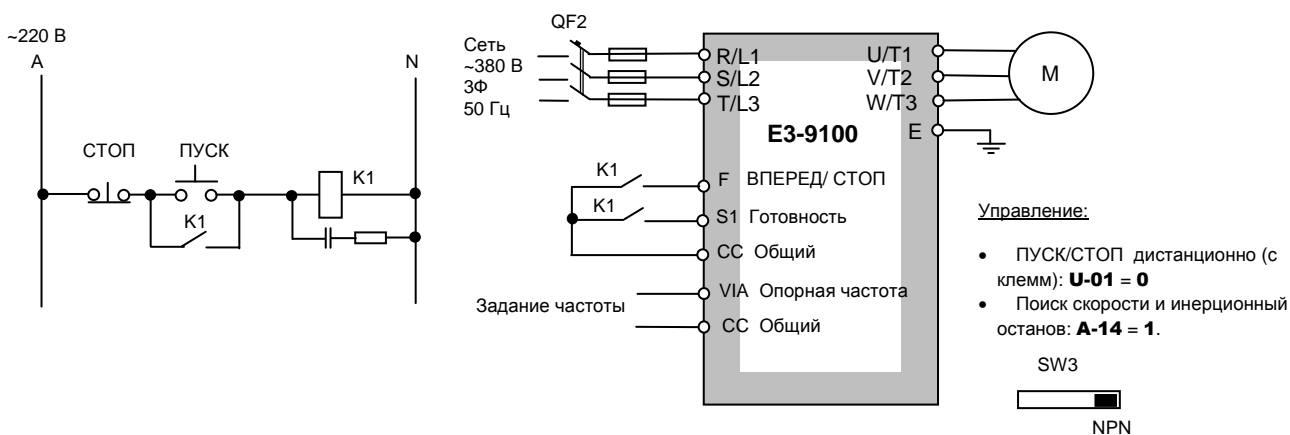 ~220 В
A
N
СТОП
ПУСК
K1
K1
QF2
Сеть
~380 В
3Ф
50 Гц
R/L1
S/L2
T/L3
U/T1
V/T2
W/T3
E
M
E3-9100
K1
F ВПЕРЕД/ СТОП
K1
S1 Готовность
CC Общий
Задание частоты
VIA Опорная частота
CC Общий
Управление:
• ПУСК/СТОП дистанционно (с
клемм): U-01 = 0
• Поиск скорости и инерционный
останов: A-14 = 1.
SW3
NPN